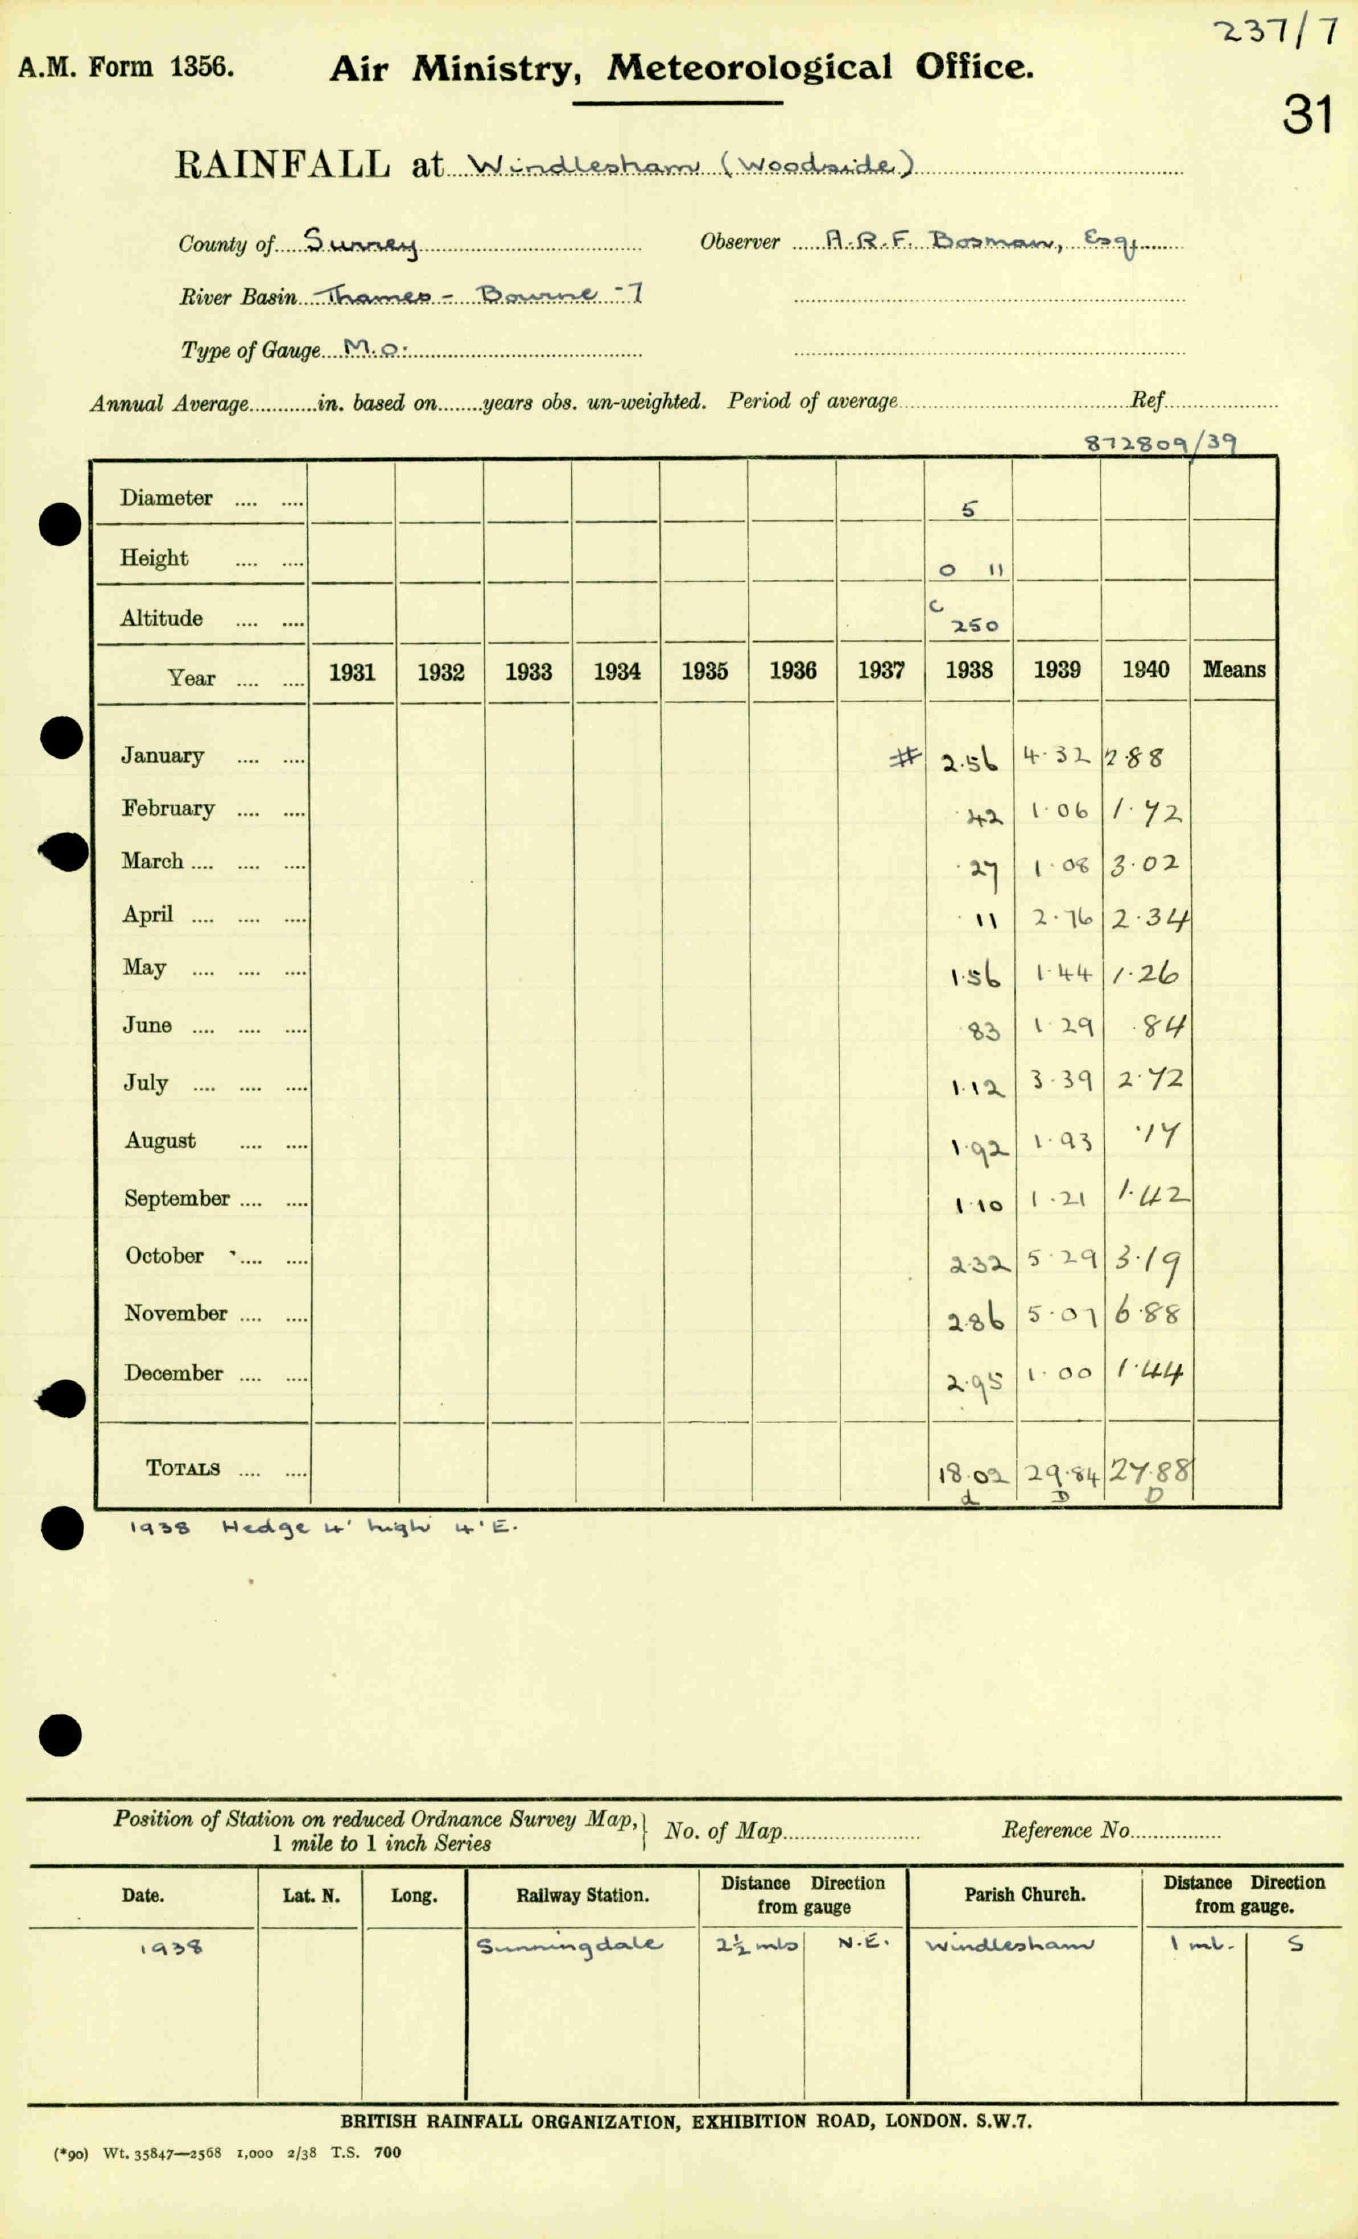 237/7
A.M. Form 1356. Air Ministry, Meteorological Office.
31
RAINFALL at Windlesham (Woodside)
County of Surrey Observer A.R.F. Bosman, Esq.
River Basin Thames - Bourne - 7
Type of Gauge M.O.
Annual Average............in. based on........years obs. un-weighted. Period of average........ Ref........
872809/39
Diameter .... .... 5
Height .... .... 0 11
Altitude .... .... C 250
Year .... .... 1931 1932 1933 1934 1935 1936 1937 1938 1939 1940 Means
January .... .... # 2.56 4.32 2.88
February .... .... .42 1.06 1.72
March .... .... .... .27 1.08 3.02
April .... .... .... .11 2.76 2.34
May .... .... .... 1.56 1.44 1.26
June .... .... .... .83 1.29 .84
July .... .... .... 1.12 3.39 2.72
August .... .... 1.92 1.93 .17
September .... .... 1.10 1.21 1.42
October .... .... 2.32 5.29 3.19
November .... .... 2.86 5.07 6.88
December .... .... 2.95 1.00 1.44
TOTALS .... .... 18.02 29.84 27.88
d D D
1938 Hedge 4' high 4' E.
Position of Station on reduced Ordnance Survey Map, No. of Map........ Reference No........
1 mile to 1 inch Series
Date. Lat. N. Long. Railway Station. Distance Direction from gauge Parish Church. Distance Direction from gauge.
1938 Sunningdale 2½ mls N.E. Windlesham 1 ml. S
BRITISH RAINFALL ORGANIZATION, EXHIBITION ROAD, LONDON. S.W.7.
(*90) Wt. 35847—2568 1,000 2/38 T.S. 700